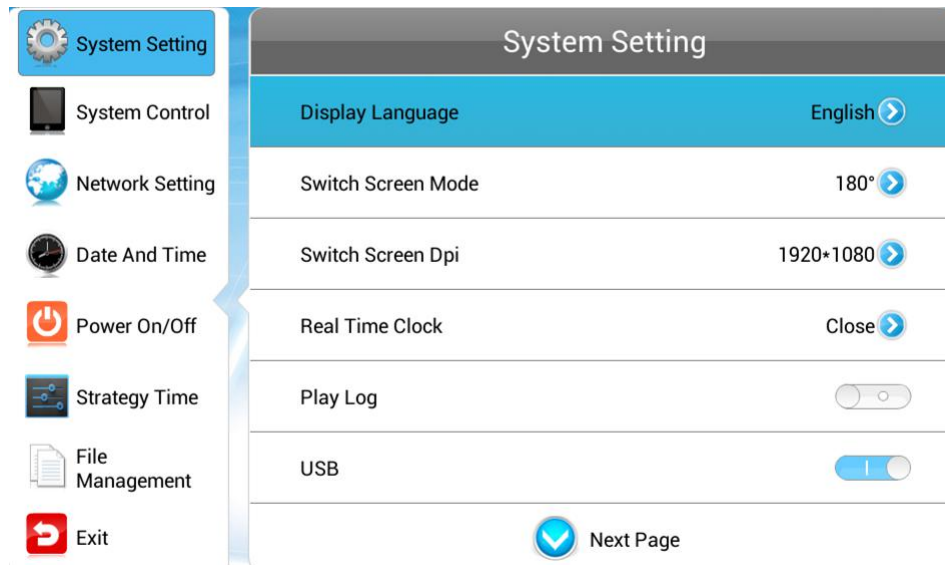 System Setting
System Control
Network Setting
Date And Time
Power On/Off
Strategy Time
File
Management
Exit
System Setting
Display Language English
Switch Screen Mode 180°
Switch Screen Dpi 1920*1080
Real Time Clock Close
Play Log
USB
Next Page